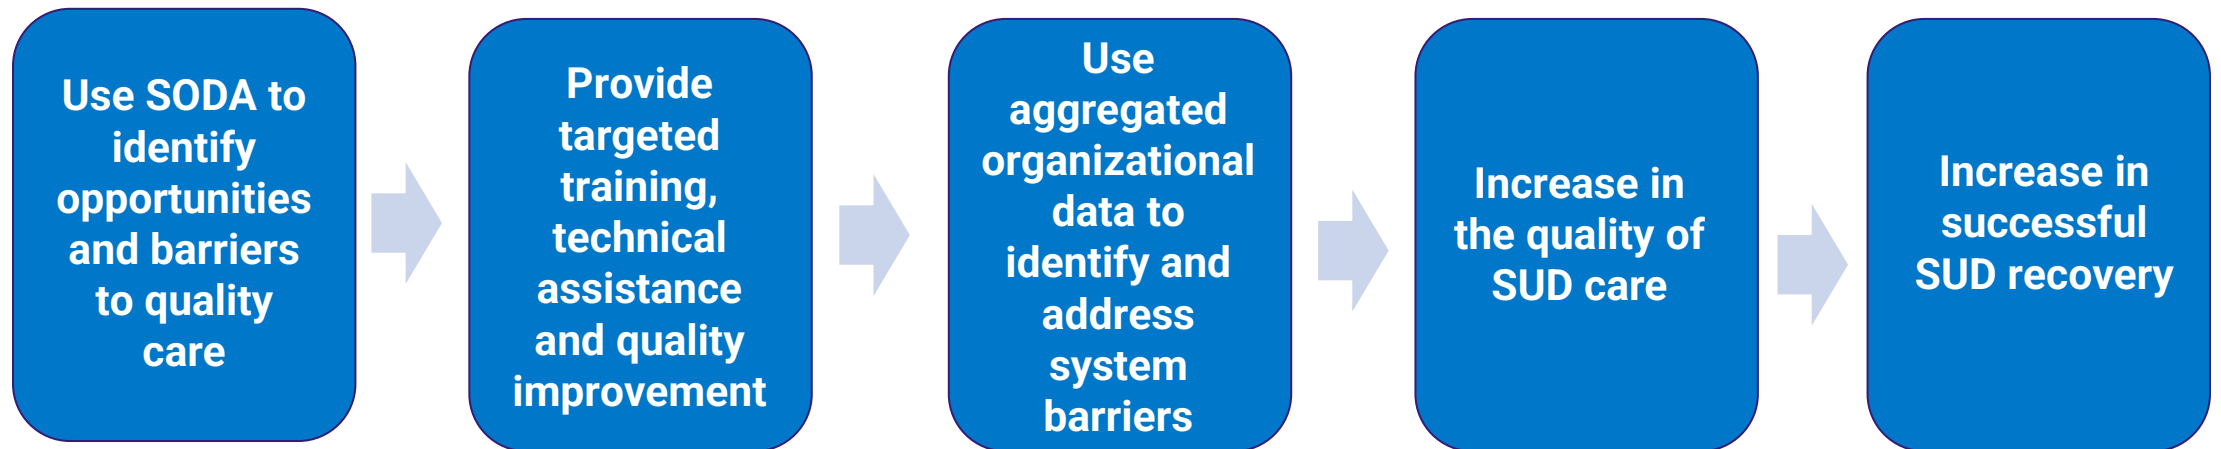 Use SODA to
identify
opportunities
and barriers
to quality
care
Provide
targeted
training,
technical
assistance
and quality
improvement
Use
aggregated
organizational
data to
identify and
address
system
barriers
Increase in
the quality of
SUD care
Increase in
successful
SUD recovery